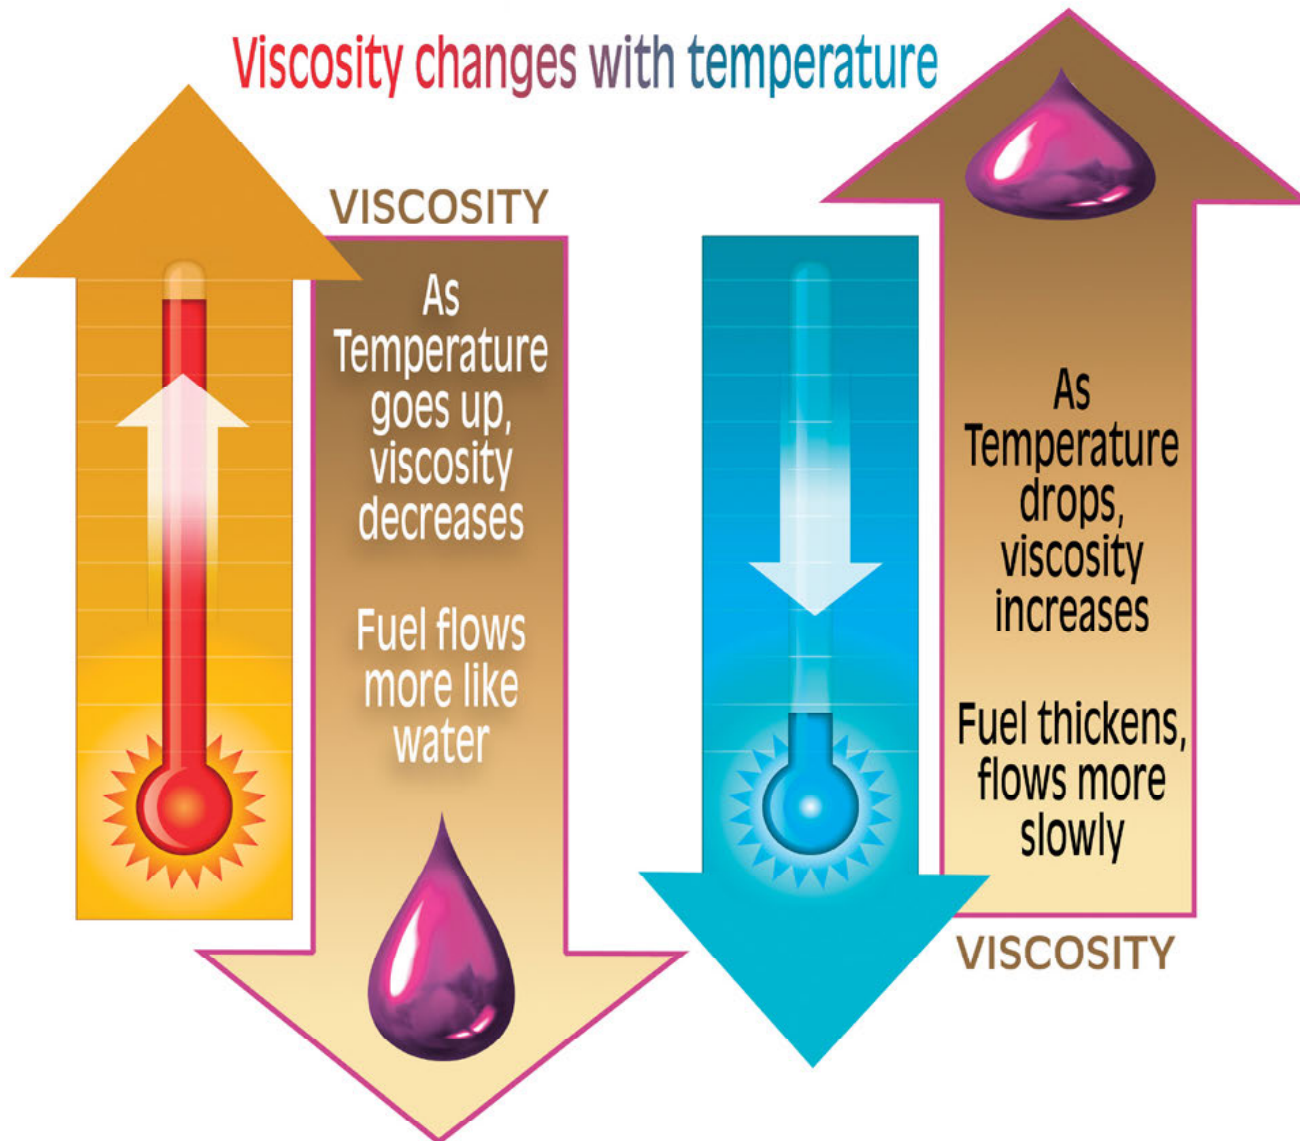 Viscosity changes with temperature
VISCOSITY
As
Temperature
goes up,
viscosity
decreases
Fuel flows
more like
water
As
Temperature
drops,
viscosity
increases
Fuel thickens,
flows more
slowly
VISCOSITY